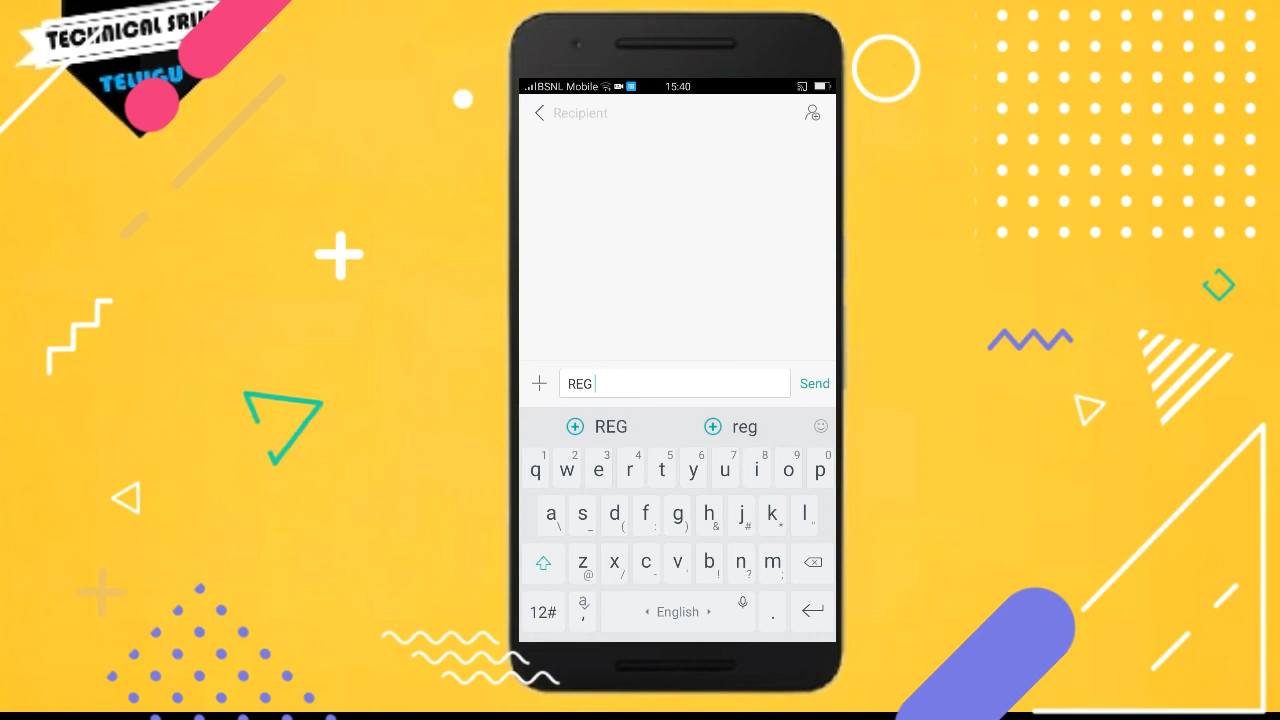 TECHNICAL
TELUGU
BSNL Mobile 15:40
Recipient
REG Send
REG reg
1 2 3 4 5 6 7 8 9 0
q w e r t y u i o p
a s d f g h j k l
\ _ ( : ) & # * "
z x c v b n m
@ / - ' ! ? ;
12# a , English .